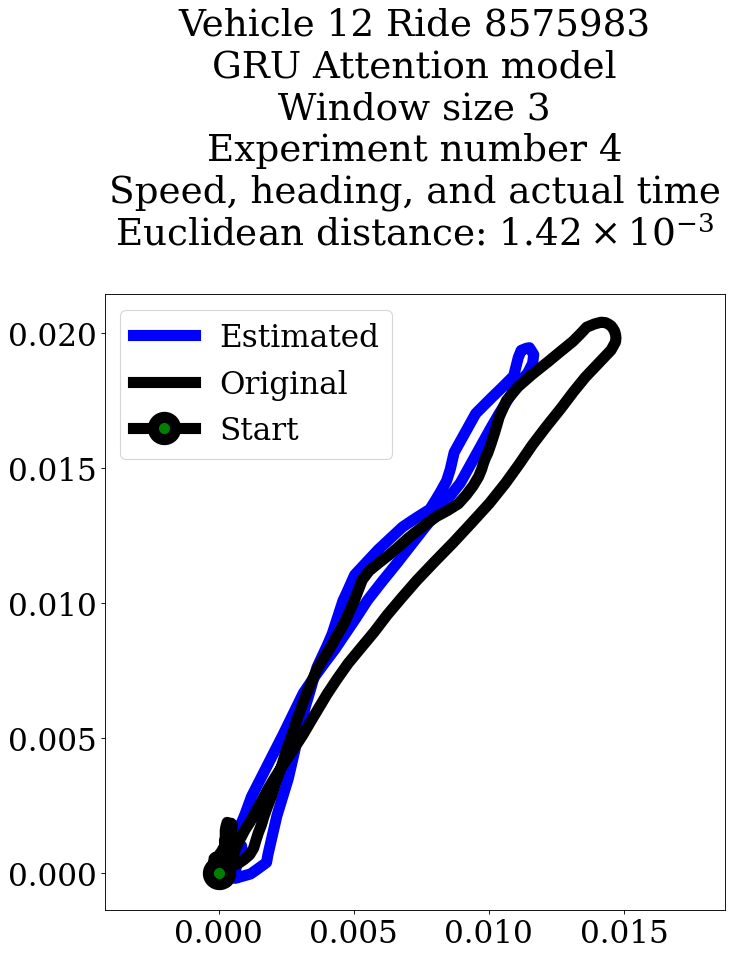 Vehicle 12 Ride 8575983
GRU Attention model
Window size 3
Experiment number 4
Speed, heading, and actual time
Euclidean distance: 1.42 × 10⁻³
Estimated
Original
Start
0.020
0.015
0.010
0.005
0.000
0.000 0.005 0.010 0.015